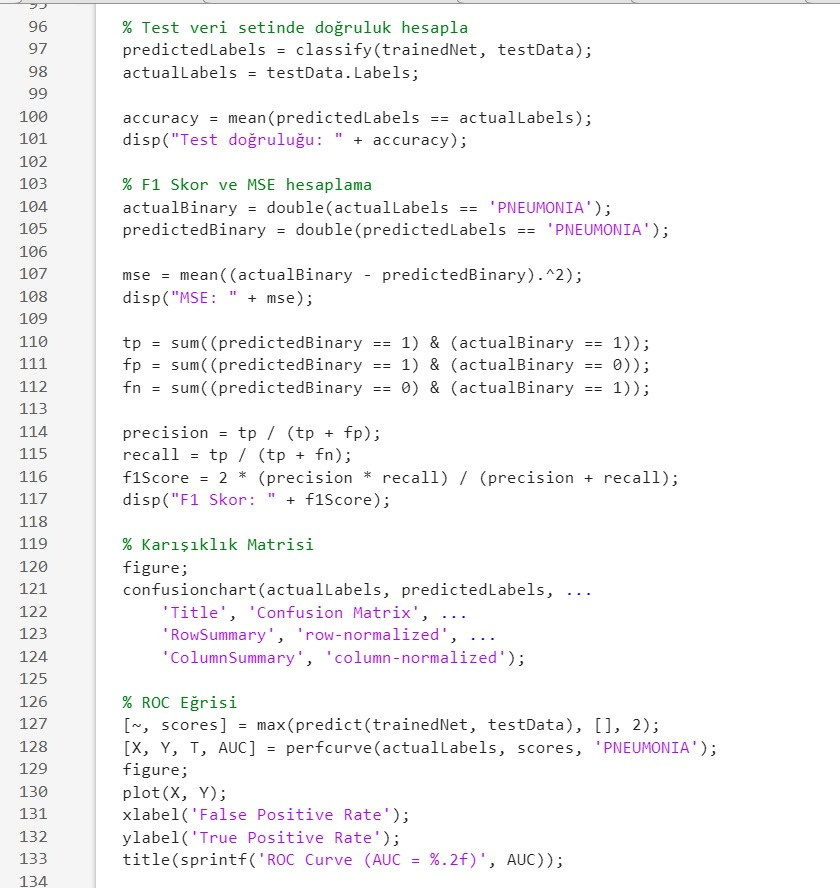 95
96 % Test veri setinde doğruluk hesapla
97 predictedLabels = classify(trainedNet, testData);
98 actualLabels = testData.Labels;
99
100 accuracy = mean(predictedLabels == actualLabels);
101 disp("Test doğruluğu: " + accuracy);
102
103 % F1 Skor ve MSE hesaplama
104 actualBinary = double(actualLabels == 'PNEUMONIA');
105 predictedBinary = double(predictedLabels == 'PNEUMONIA');
106
107 mse = mean((actualBinary - predictedBinary).^2);
108 disp("MSE: " + mse);
109
110 tp = sum((predictedBinary == 1) & (actualBinary == 1));
111 fp = sum((predictedBinary == 1) & (actualBinary == 0));
112 fn = sum((predictedBinary == 0) & (actualBinary == 1));
113
114 precision = tp / (tp + fp);
115 recall = tp / (tp + fn);
116 f1Score = 2 * (precision * recall) / (precision + recall);
117 disp("F1 Skor: " + f1Score);
118
119 % Karışıklık Matrisi
120 figure;
121 confusionchart(actualLabels, predictedLabels, ...
122 'Title', 'Confusion Matrix', ...
123 'RowSummary', 'row-normalized', ...
124 'ColumnSummary', 'column-normalized');
125
126 % ROC Eğrisi
127 [~, scores] = max(predict(trainedNet, testData), [], 2);
128 [X, Y, T, AUC] = perfcurve(actualLabels, scores, 'PNEUMONIA');
129 figure;
130 plot(X, Y);
131 xlabel('False Positive Rate');
132 ylabel('True Positive Rate');
133 title(sprintf('ROC Curve (AUC = %.2f)', AUC));
134